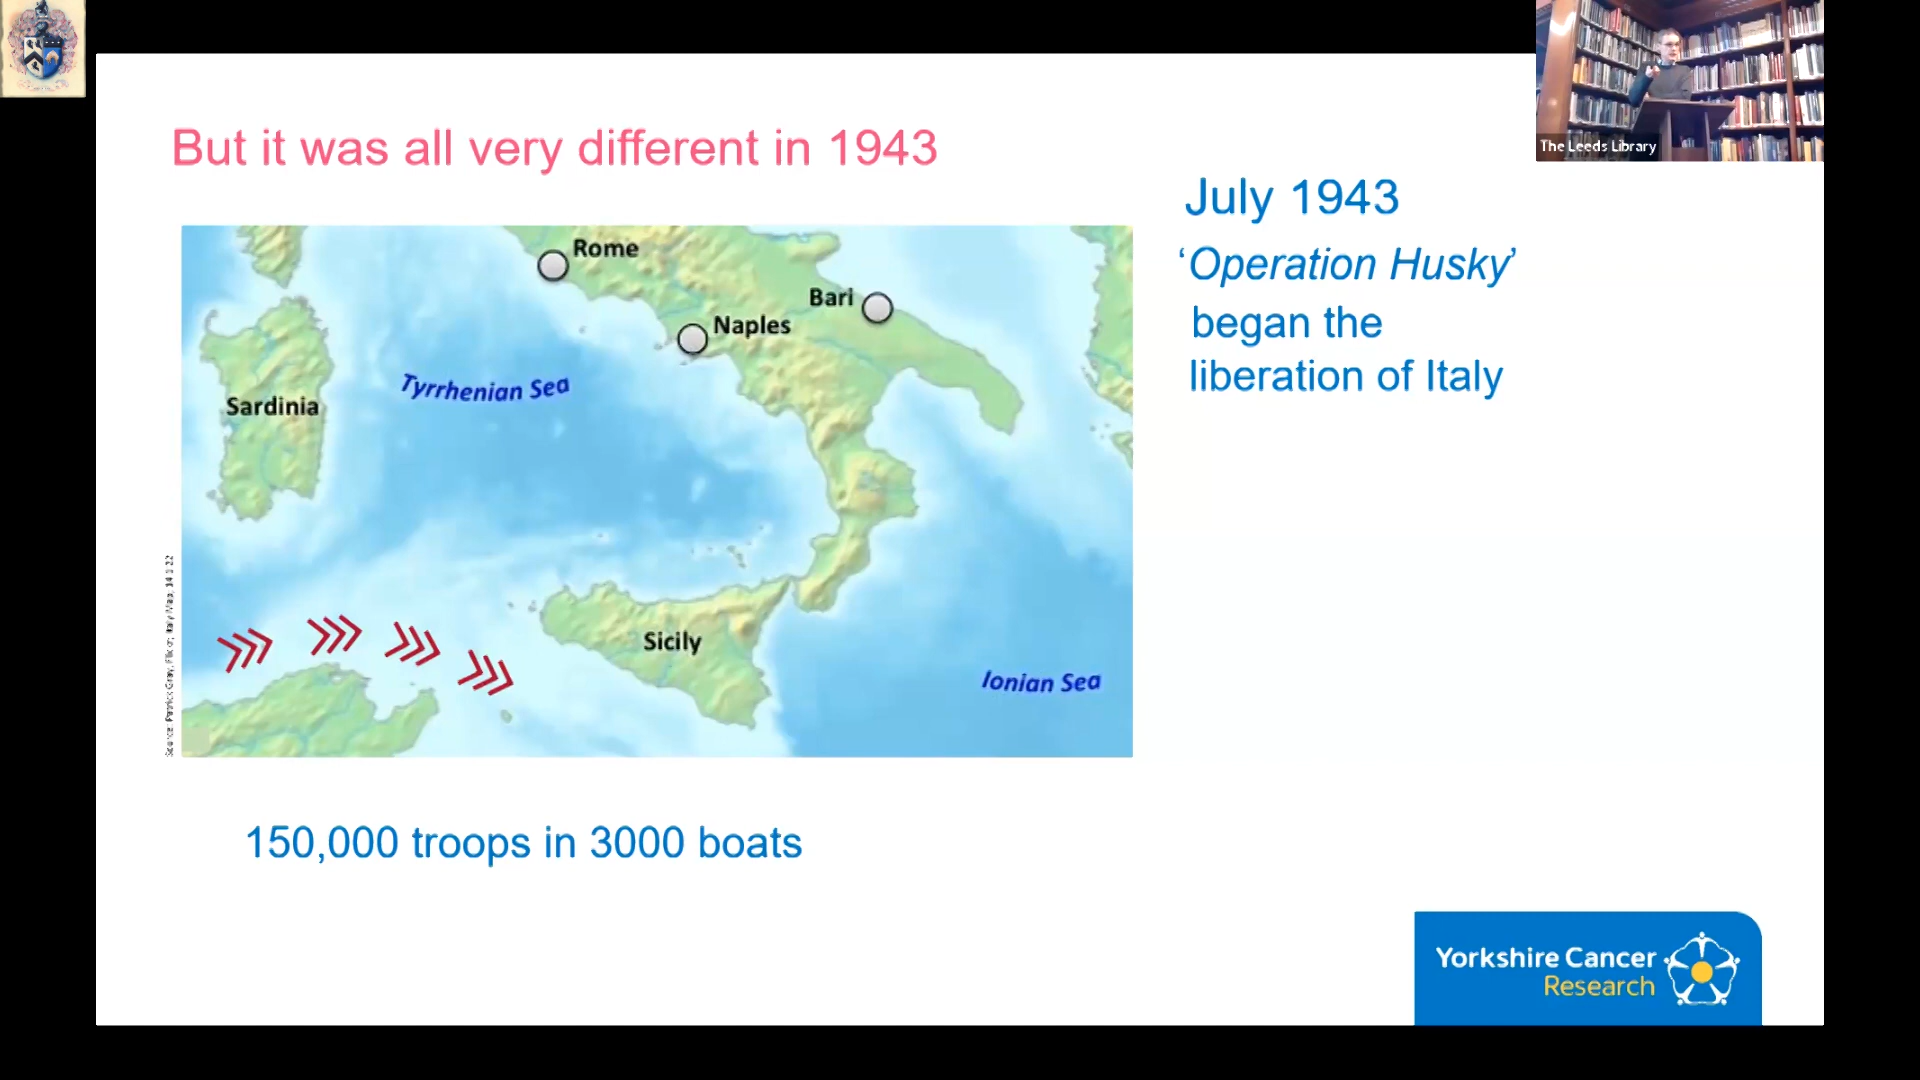 The Leeds Library
But it was all very different in 1943
July 1943
‘Operation Husky’
began the
liberation of Italy
Rome
Bari
Naples
Tyrrhenian Sea
Sardinia
Sicily
Ionian Sea
150,000 troops in 3000 boats
Yorkshire Cancer
Research